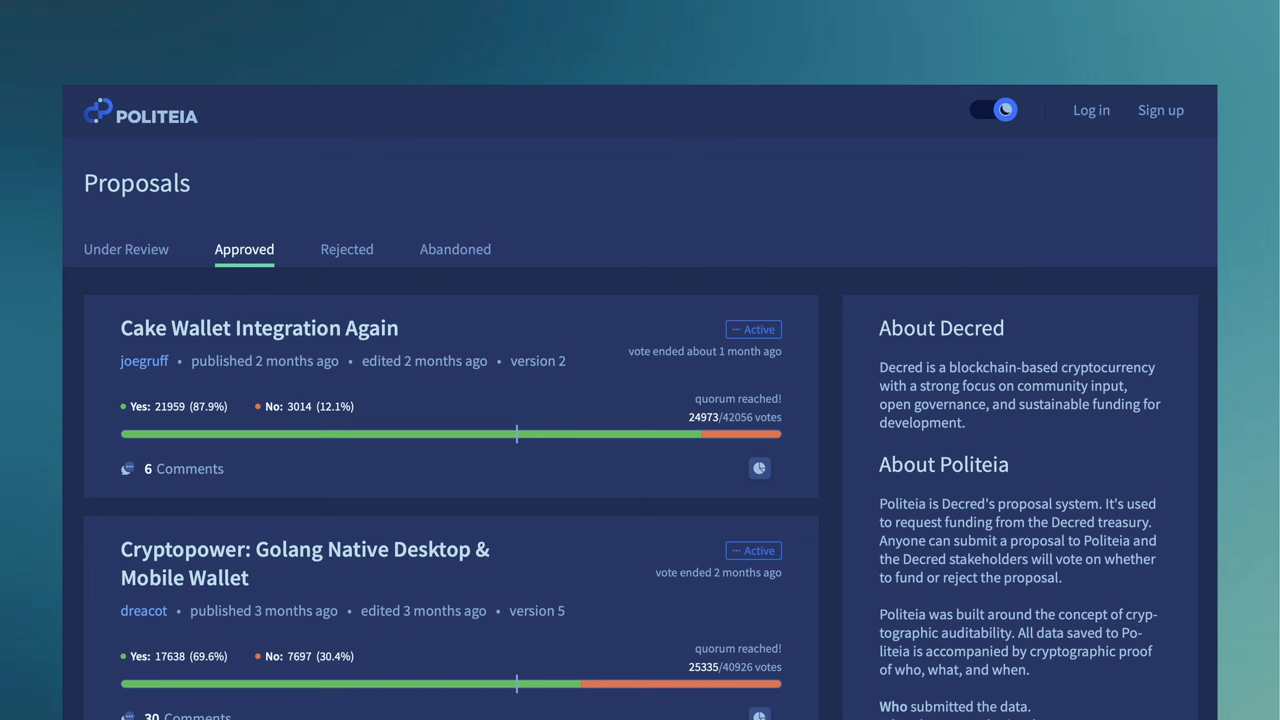 POLITEIA
Log in
Sign up
Proposals
Under Review
Approved
Rejected
Abandoned
Cake Wallet Integration Again
Active
vote ended about 1 month ago
joegruff • published 2 months ago • edited 2 months ago • version 2
Yes: 21959 (87.9%)
No: 3014 (12.1%)
quorum reached!
24973/42056 votes
6 Comments
Cryptopower: Golang Native Desktop &
Mobile Wallet
Active
vote ended 2 months ago
dreacot • published 3 months ago • edited 3 months ago • version 5
Yes: 17638 (69.6%)
No: 7697 (30.4%)
quorum reached!
25335/40926 votes
30 Comments
About Decred
Decred is a blockchain-based cryptocurrency
with a strong focus on community input,
open governance, and sustainable funding for
development.
About Politeia
Politeia is Decred's proposal system. It's used
to request funding from the Decred treasury.
Anyone can submit a proposal to Politeia and
the Decred stakeholders will vote on whether
to fund or reject the proposal.
Politeia was built around the concept of cryp-
tographic auditability. All data saved to Po-
liteia is accompanied by cryptographic proof
of who, what, and when.
Who submitted the data.